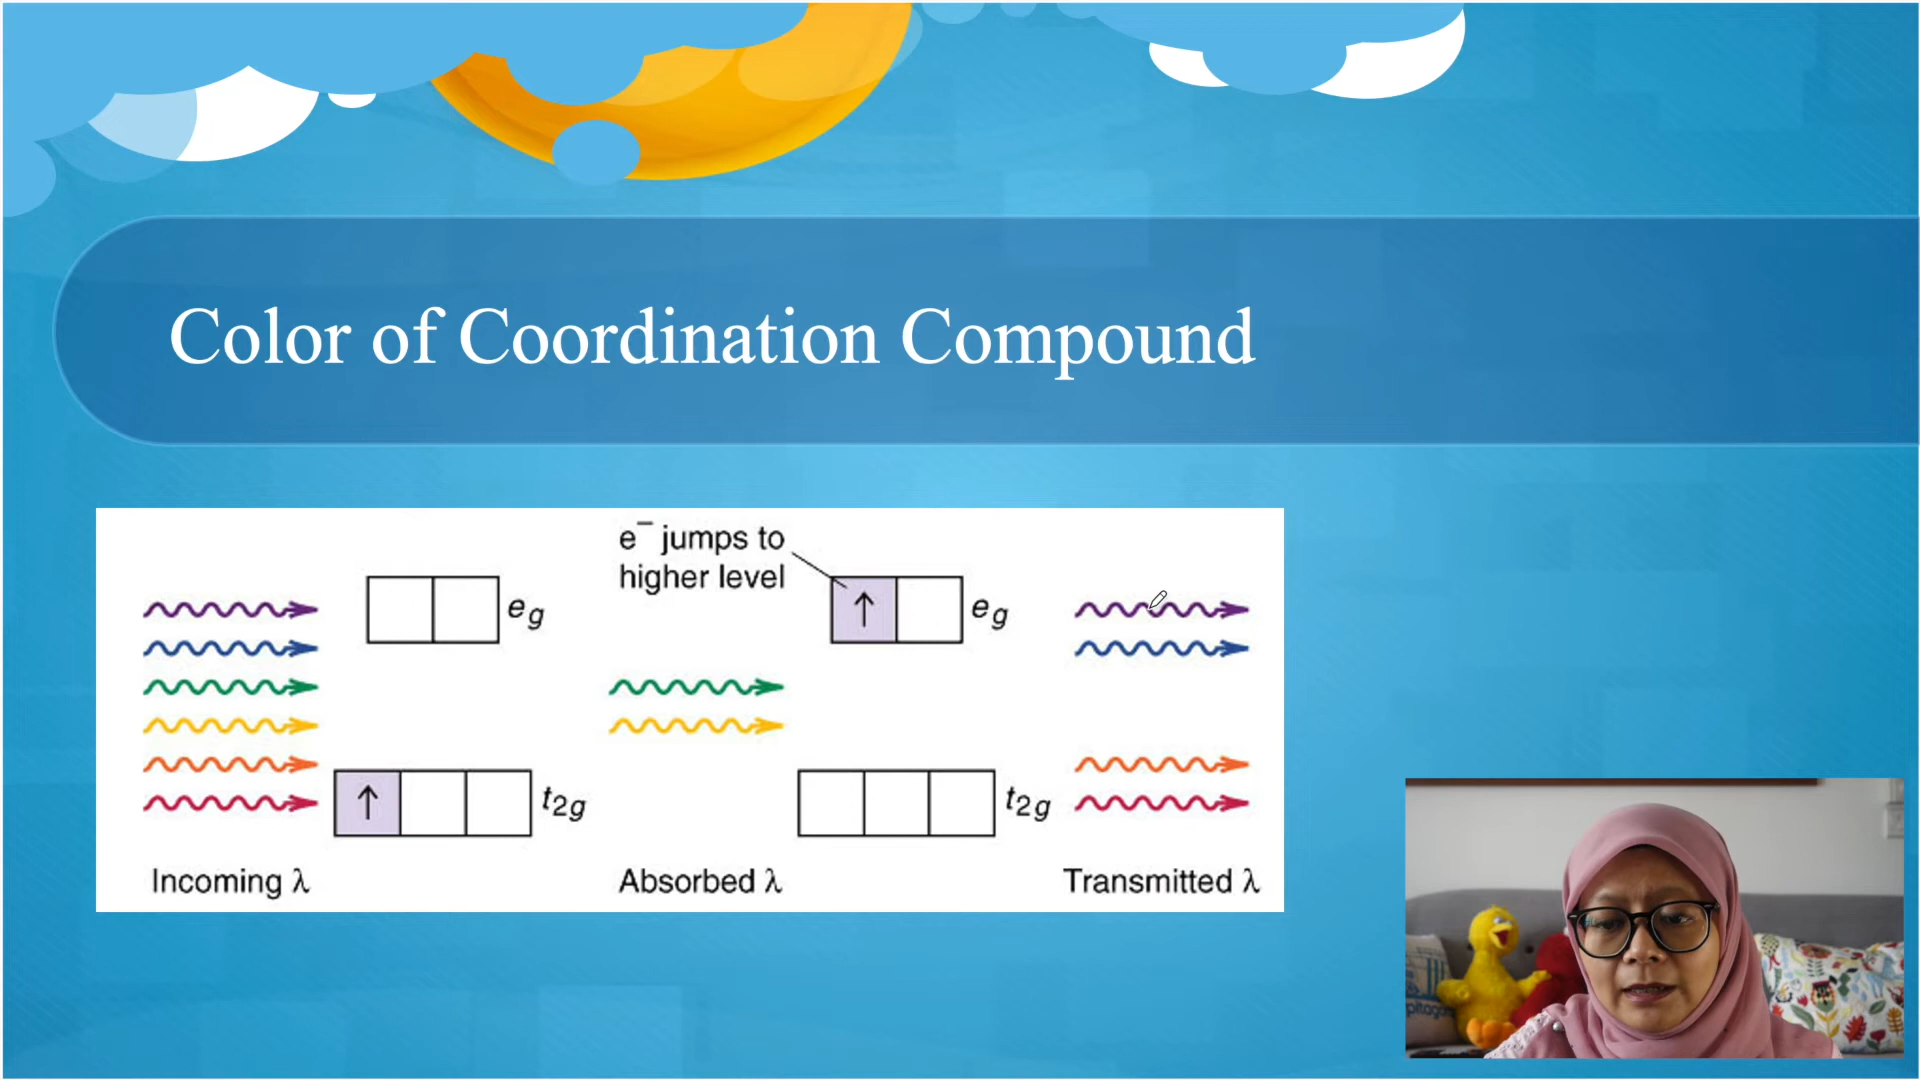 Color of Coordination Compound
e⁻ jumps to
higher level
e_g
e_g
t_2g
t_2g
Incoming λ
Absorbed λ
Transmitted λ